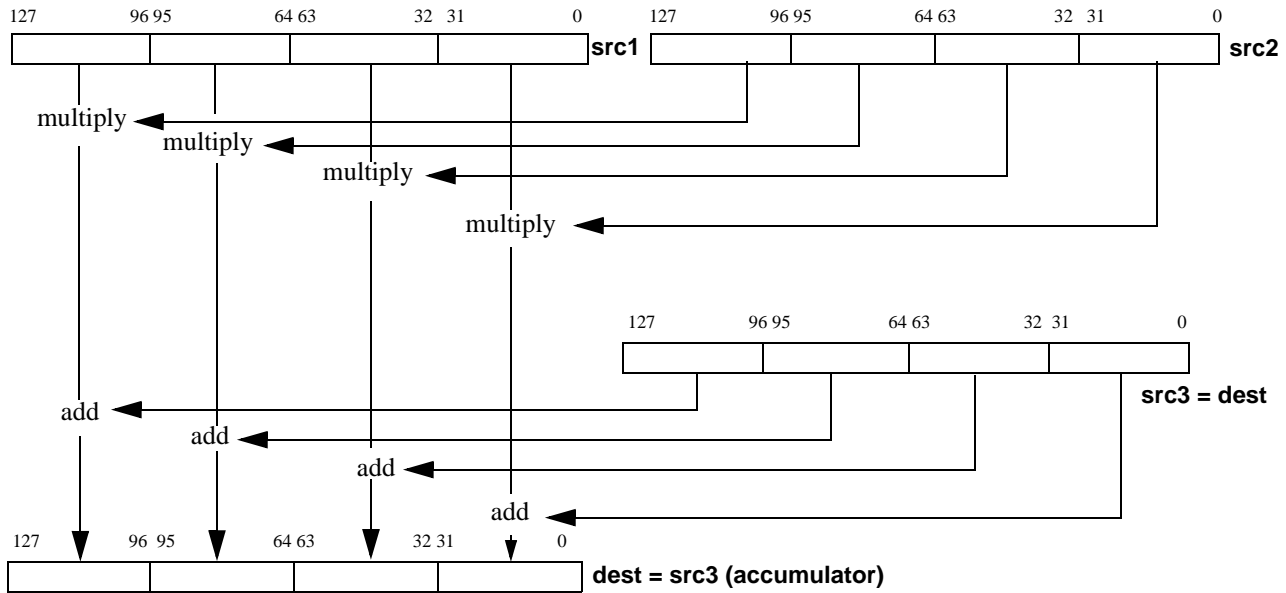 127 96 95 64 63 32 31 0 src1 127 96 95 64 63 32 31 0 src2
multiply
multiply
multiply
multiply
127 96 95 64 63 32 31 0
src3 = dest
add
add
add
add
127 96 95 64 63 32 31 0
dest = src3 (accumulator)